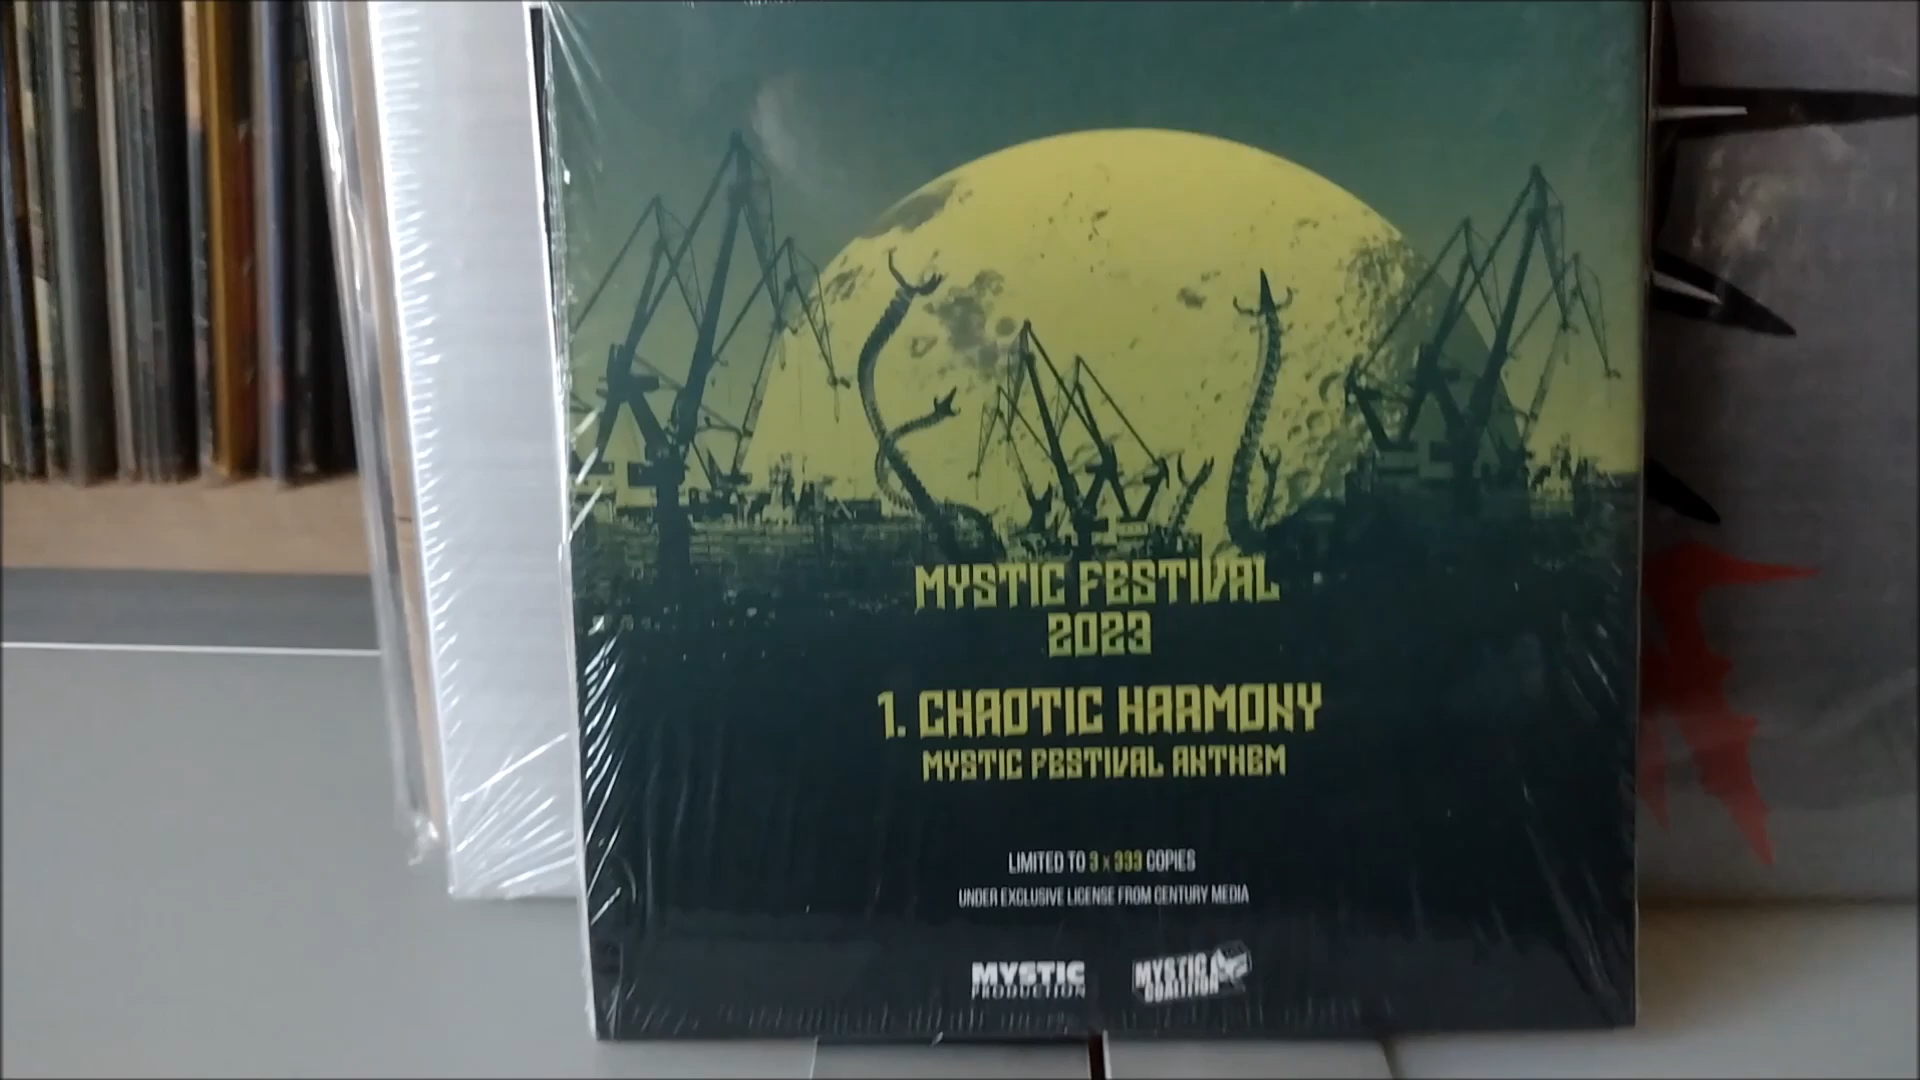 MYSTIC FESTIVAL
2023
1. CHAOTIC HARMONY
MYSTIC FESTIVAL ANTHEM
LIMITED TO 3 x 333 COPIES
UNDER EXCLUSIVE LICENSE FROM CENTURY MEDIA
MYSTIC
PRODUCTION
MYSTIC
COALITION